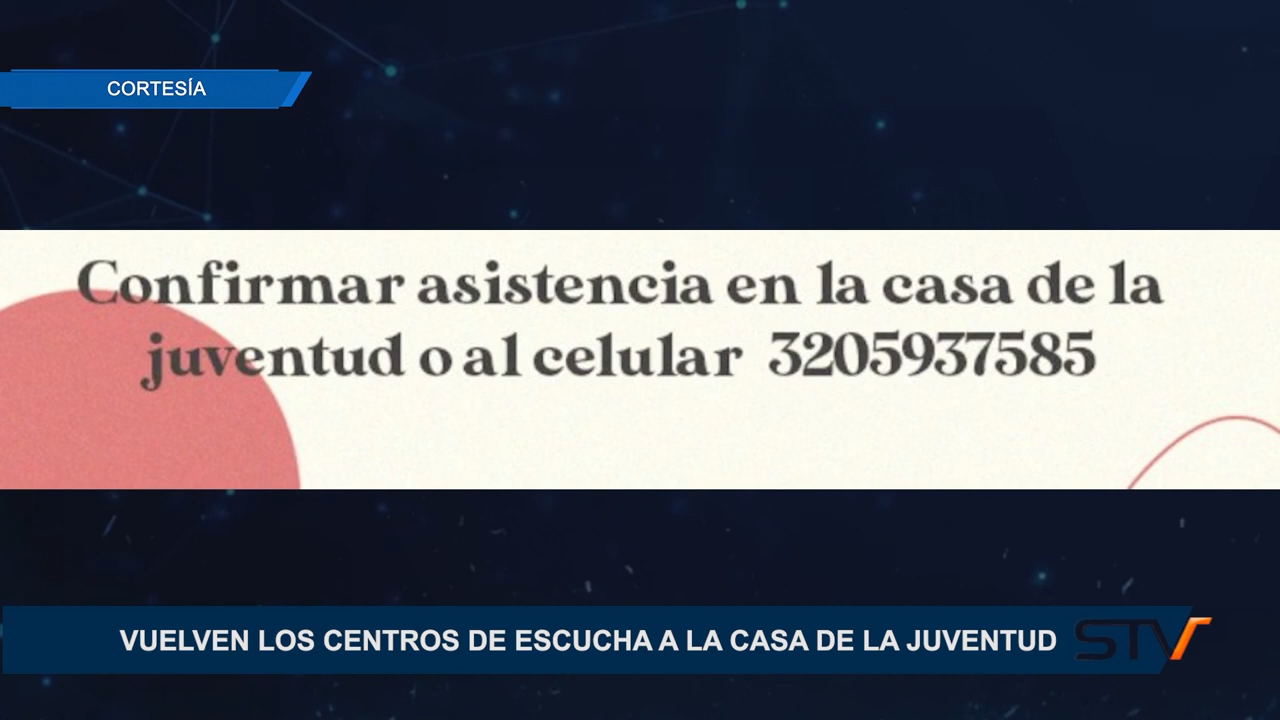 CORTESÍA
Confirmar asistencia en la casa de la
juventud o al celular 3205937585
VUELVEN LOS CENTROS DE ESCUCHA A LA CASA DE LA JUVENTUD
STV